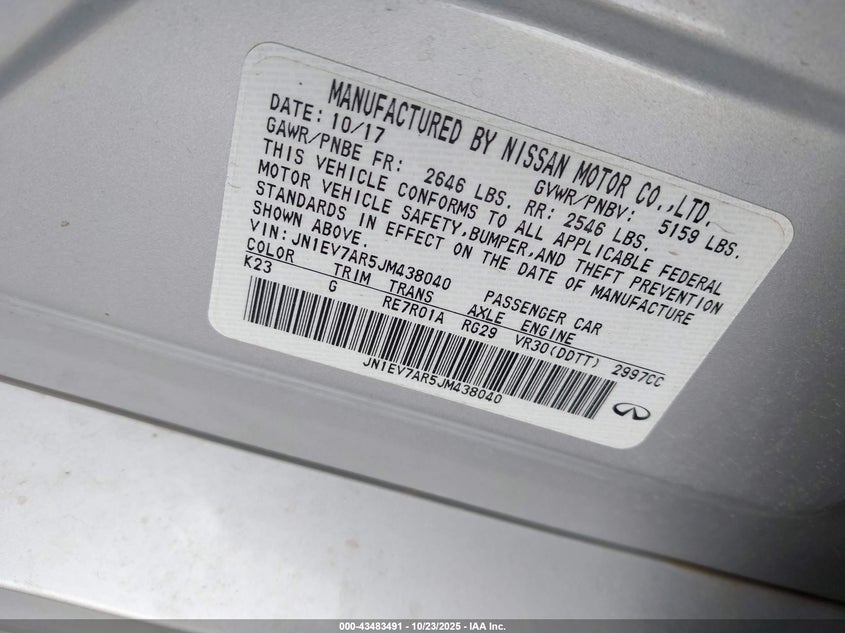 MANUFACTURED BY NISSAN MOTOR CO.,LTD.
DATE: 10/17 GVWR/PNBV: 5159 LBS.
GAWR/PNBE FR: 2646 LBS. RR: 2546 LBS.
THIS VEHICLE CONFORMS TO ALL APPLICABLE FEDERAL
MOTOR VEHICLE SAFETY,BUMPER,AND THEFT PREVENTION
STANDARDS IN EFFECT ON THE DATE OF MANUFACTURE
SHOWN ABOVE.
VIN:JN1EV7AR5JM438040 PASSENGER CAR
COLOR TRIM TRANS AXLE ENGINE
K23 G RE7R01A RG29 VR30(DDTT) 2997CC
JN1EV7AR5JM438040
000-43483491 - 10/23/2025 - IAA Inc.